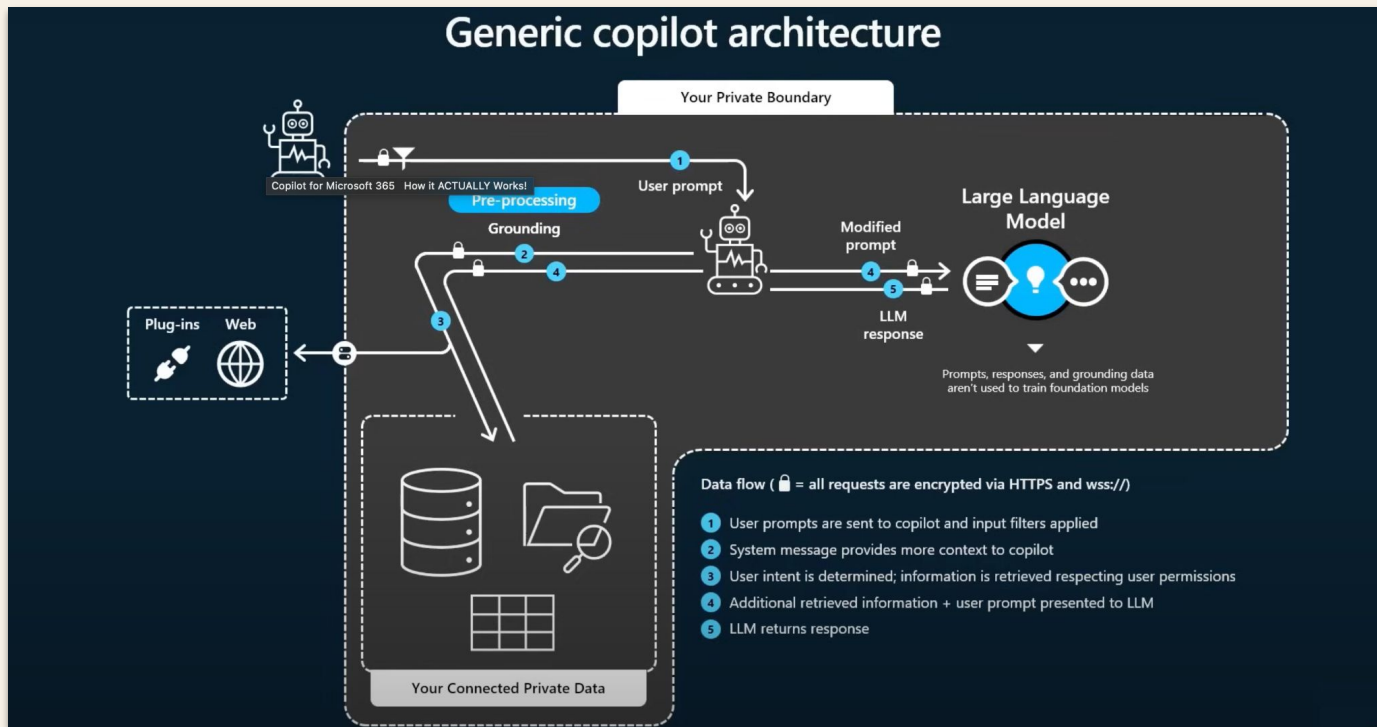 Generic copilot architecture
Your Private Boundary
1
User prompt
Copilot for Microsoft 365 How it ACTUALLY Works!
Pre-processing
Grounding
2
4
3
Modified
prompt
4
5
LLM
response
Large Language
Model
Prompts, responses, and grounding data
aren't used to train foundation models
Plug-ins Web
Your Connected Private Data
Data flow ( = all requests are encrypted via HTTPS and wss://)
1 User prompts are sent to copilot and input filters applied
2 System message provides more context to copilot
3 User intent is determined; information is retrieved respecting user permissions
4 Additional retrieved information + user prompt presented to LLM
5 LLM returns response